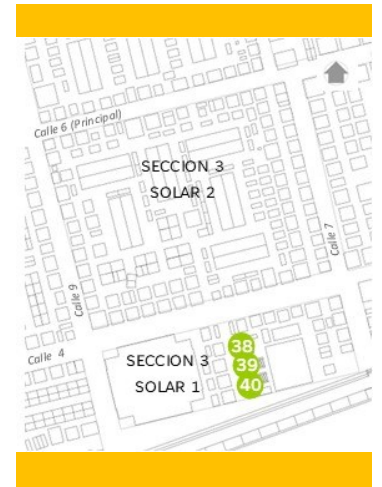 Calle 6 (Principal)
SECCION 3
SOLAR 2
Calle 7
Calle 9
Calle 4
SECCION 3
SOLAR 1
38
39
40